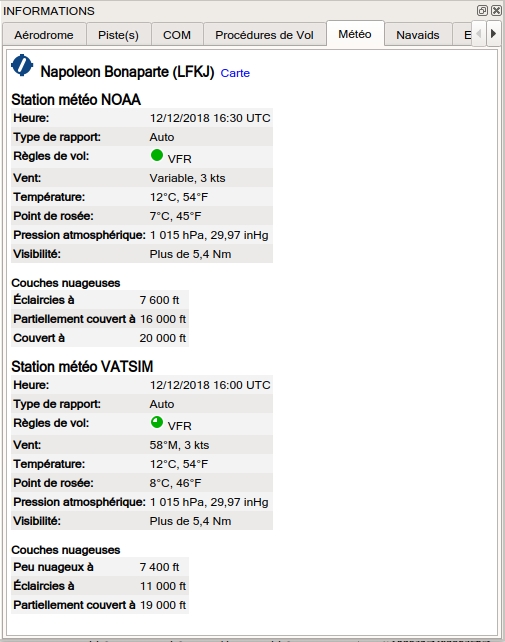 INFORMATIONS
Aérodrome Piste(s) COM Procédures de Vol Météo Navaids E
Napoleon Bonaparte (LFKJ) Carte
Station météo NOAA
Heure: 12/12/2018 16:30 UTC
Type de rapport: Auto
Règles de vol: VFR
Vent: Variable, 3 kts
Température: 12°C, 54°F
Point de rosée: 7°C, 45°F
Pression atmosphérique: 1 015 hPa, 29,97 inHg
Visibilité: Plus de 5,4 Nm
Couches nuageuses
Éclaircies à 7 600 ft
Partiellement couvert à 16 000 ft
Couvert à 20 000 ft
Station météo VATSIM
Heure: 12/12/2018 16:00 UTC
Type de rapport: Auto
Règles de vol: VFR
Vent: 58°M, 3 kts
Température: 12°C, 54°F
Point de rosée: 8°C, 46°F
Pression atmosphérique: 1 015 hPa, 29,97 inHg
Visibilité: Plus de 5,4 Nm
Couches nuageuses
Peu nuageux à 7 400 ft
Éclaircies à 11 000 ft
Partiellement couvert à 19 000 ft